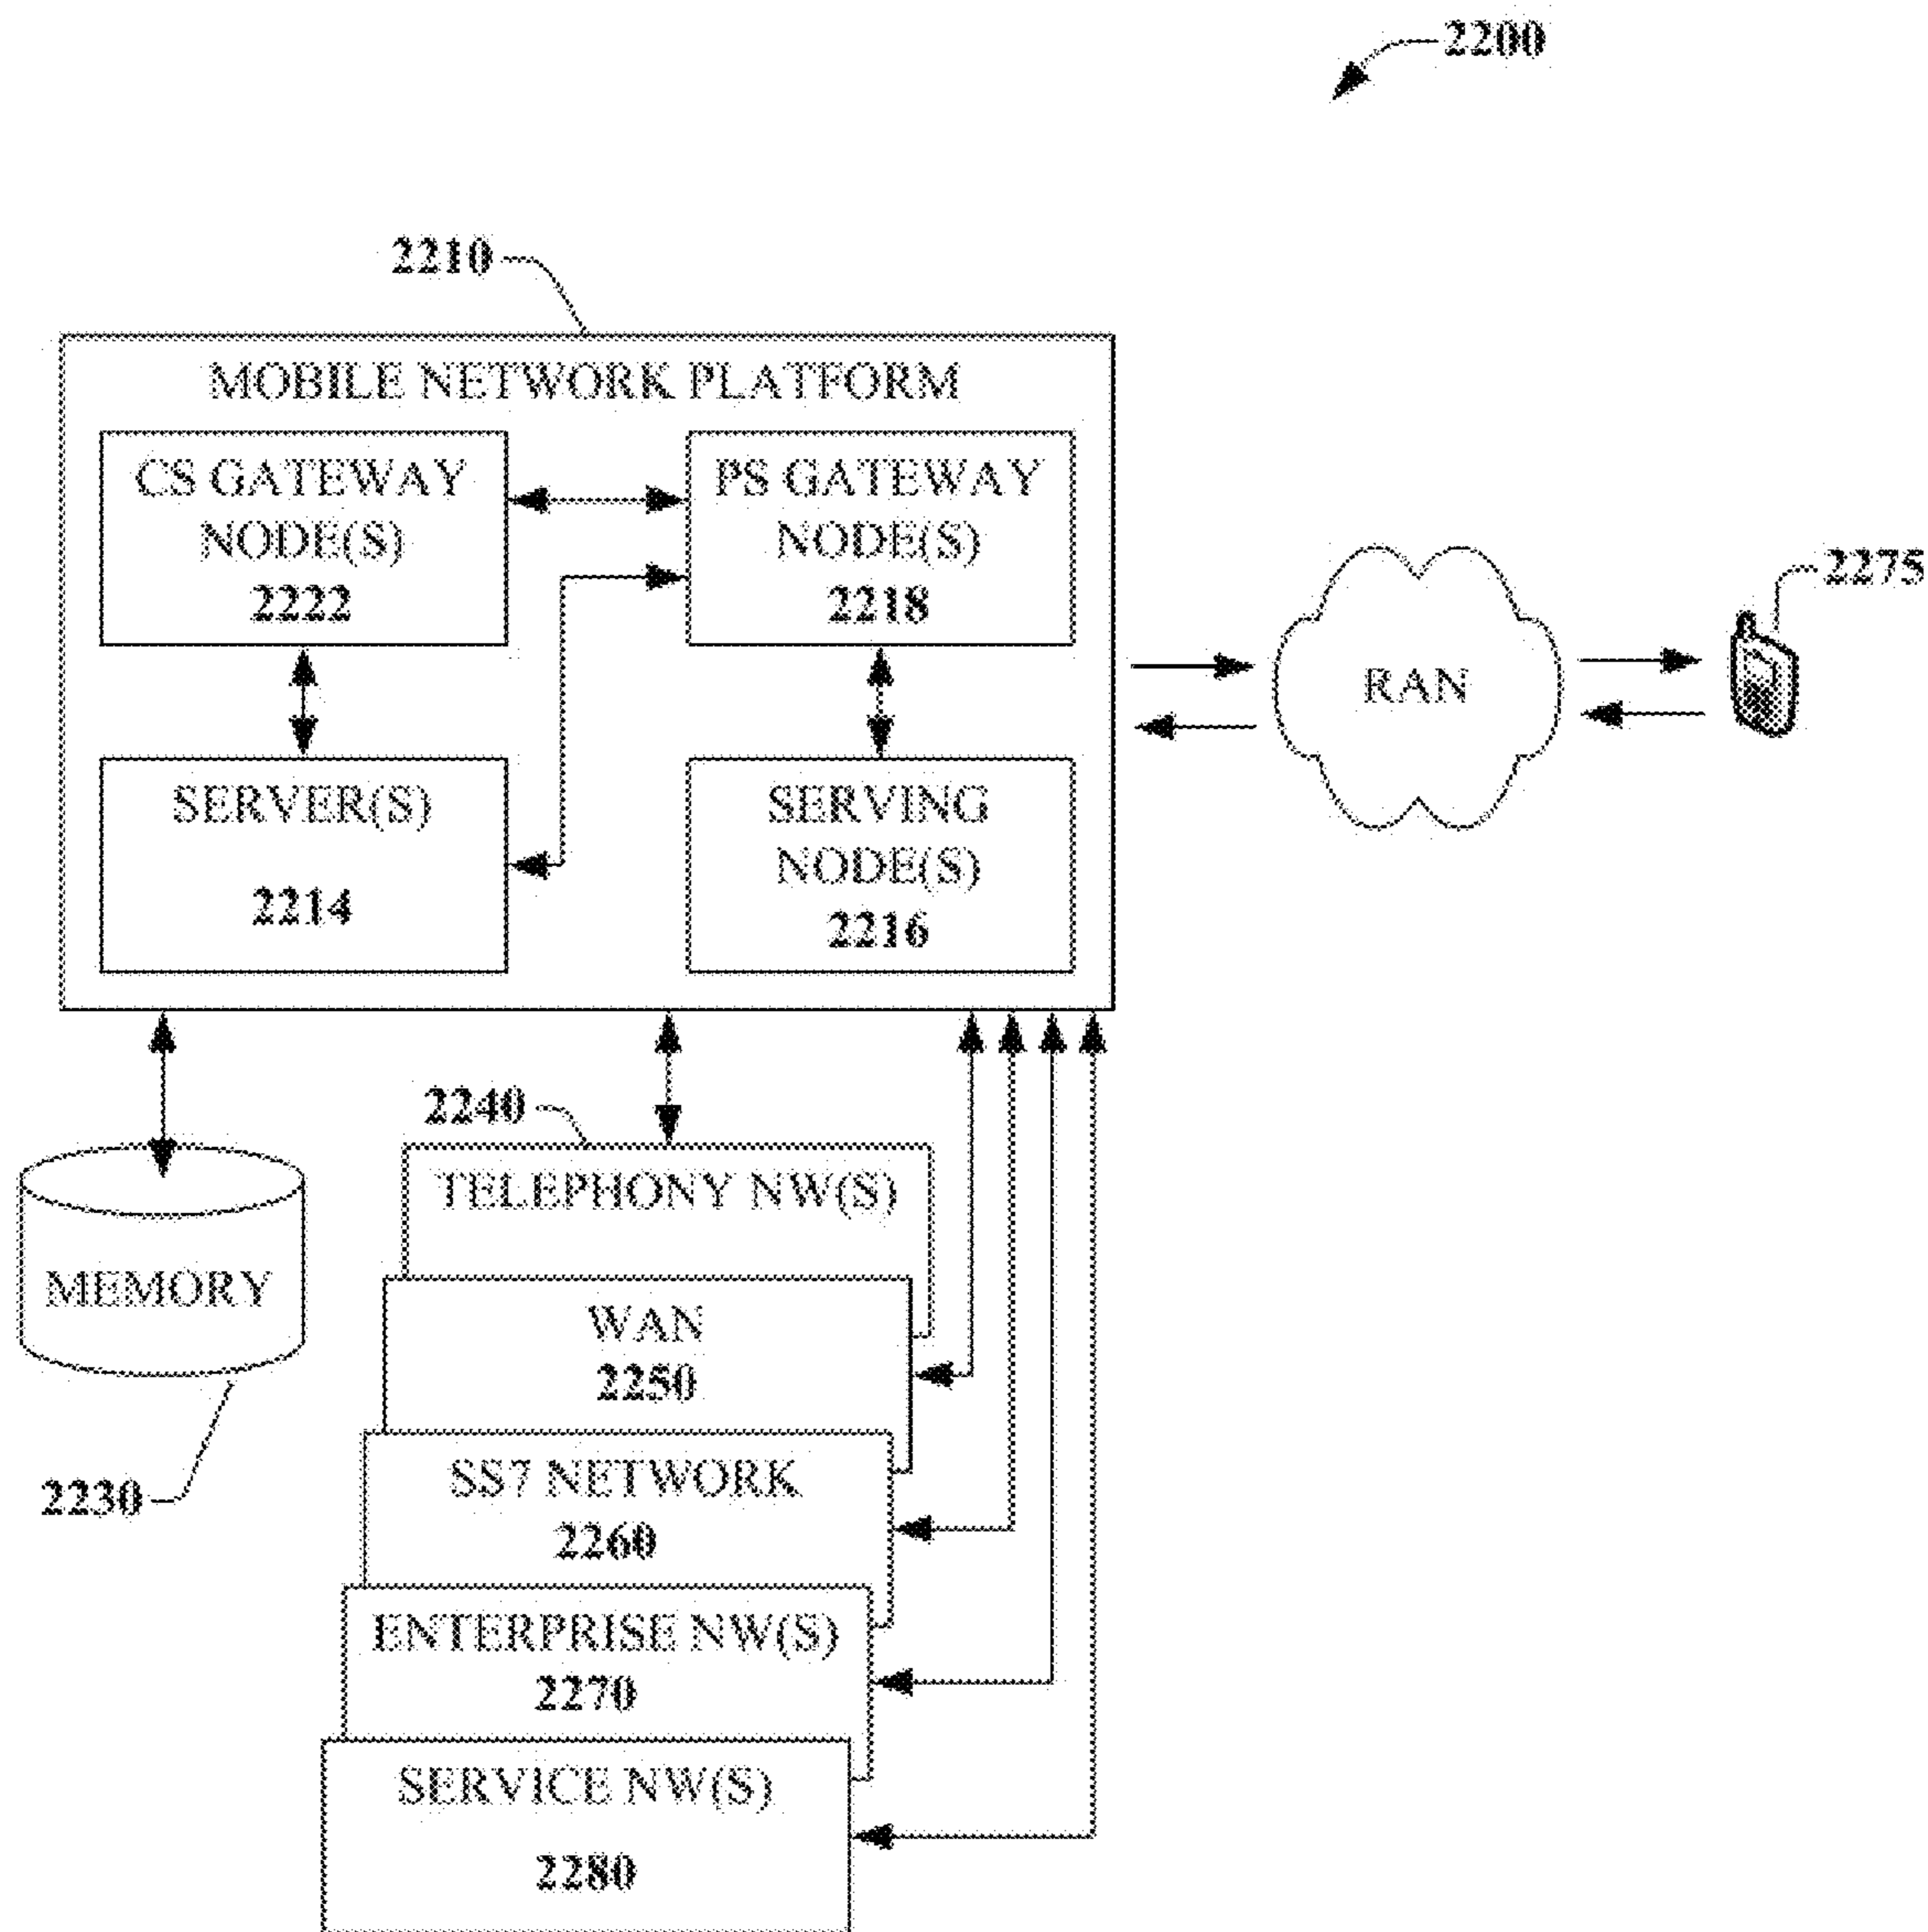 2200
2210
MOBILE NETWORK PLATFORM
CS GATEWAY
NODE(S)
2222
PS GATEWAY
NODE(S)
2218
2275
RAN
SERVER(S)
2214
SERVING
NODE(S)
2216
2240
TELEPHONY NW(S)
MEMORY
2230
WAN
2250
SS7 NETWORK
2260
ENTERPRISE NW(S)
2270
SERVICE NW(S)
2280